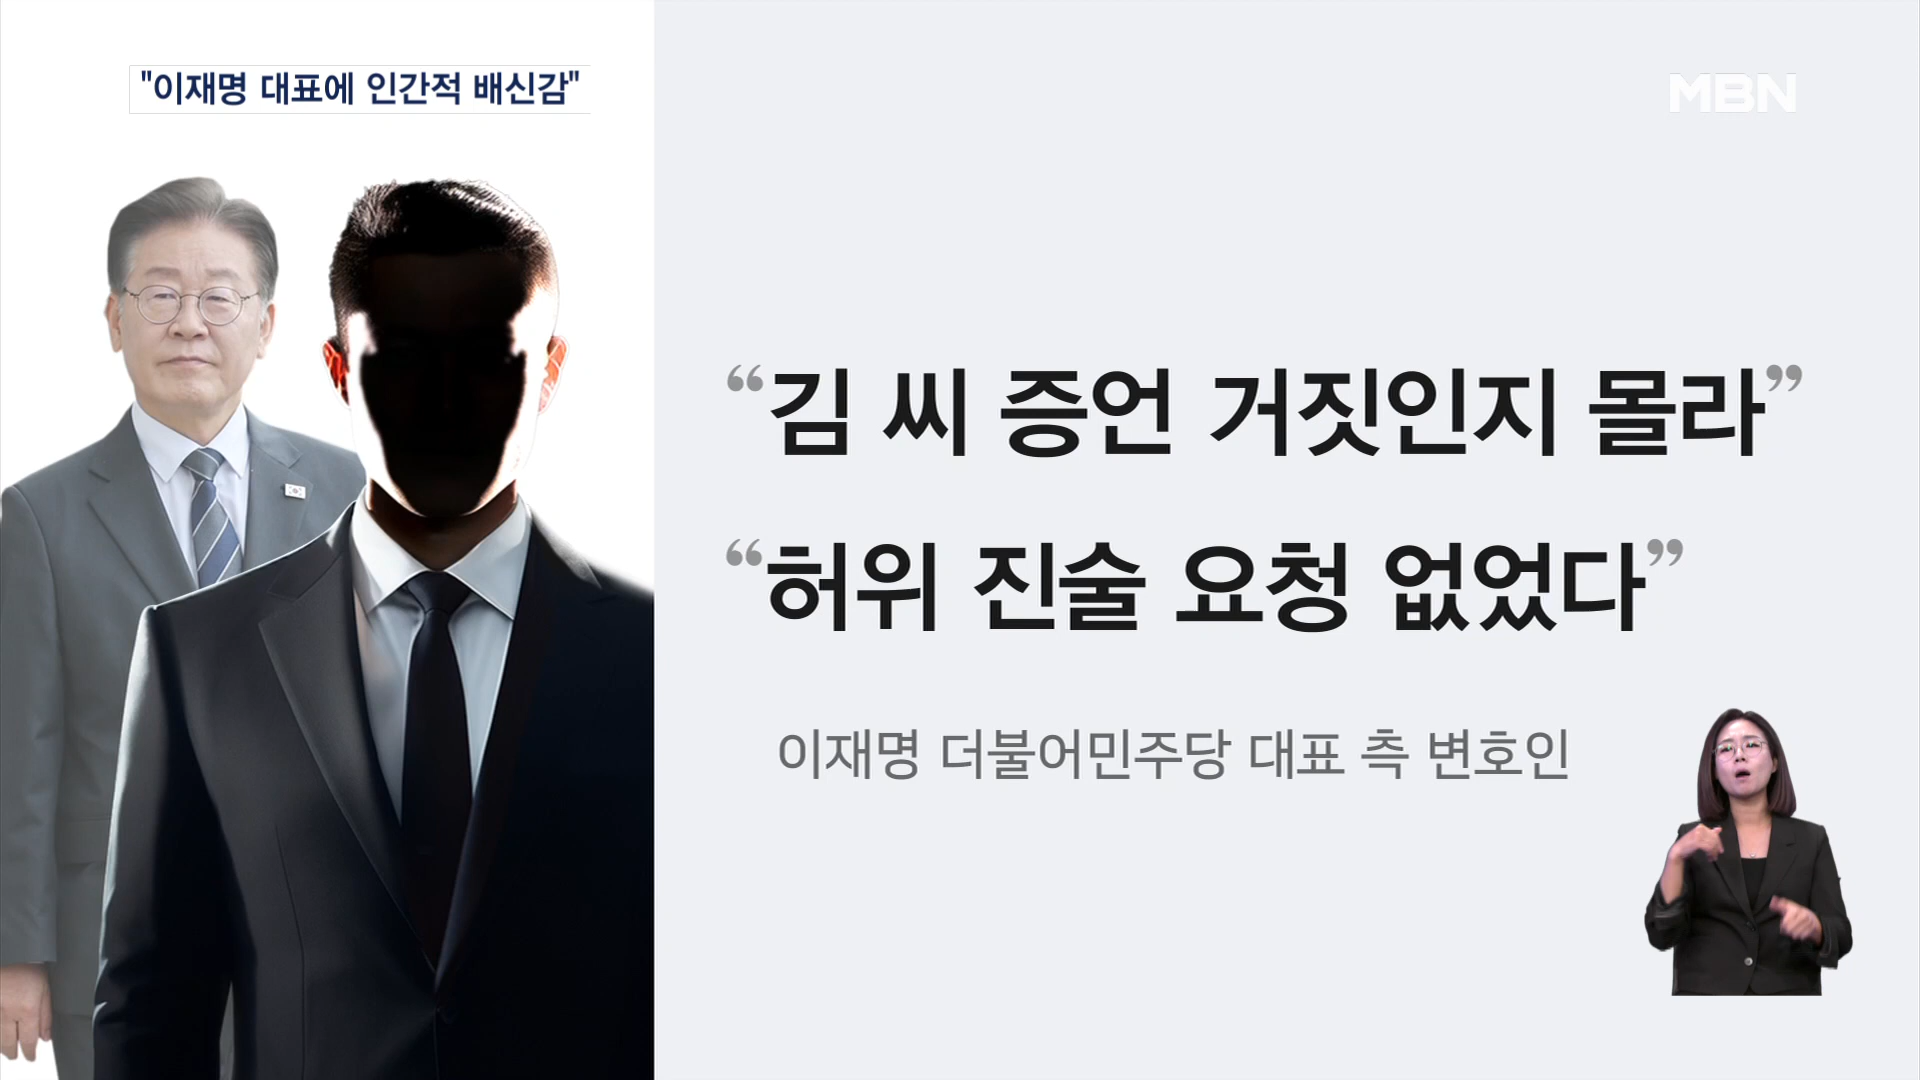 "이재명 대표에 인간적 배신감"
MBN
“김 씨 증언 거짓인지 몰라”
“허위 진술 요청 없었다”
이재명 더불어민주당 대표 측 변호인